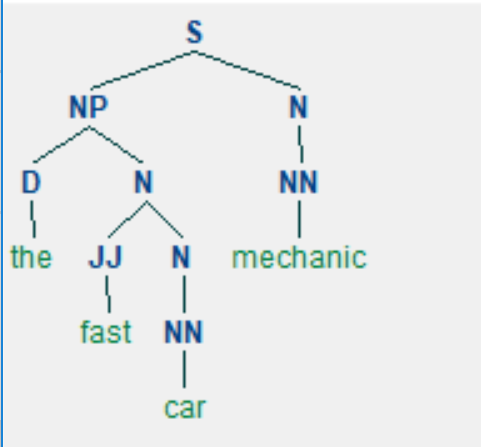 S
NP N
D N NN
the JJ N mechanic
fast NN
car